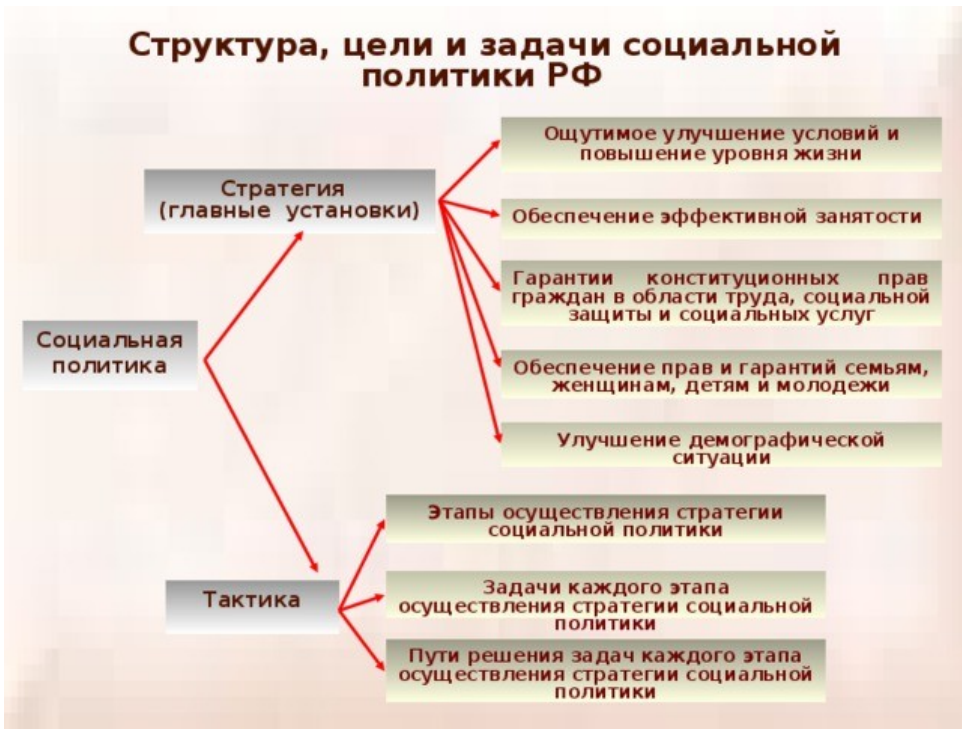 Структура, цели и задачи социальной
политики РФ
Ощутимое улучшение условий и
повышение уровня жизни
Стратегия
(главные установки)
Обеспечение эффективной занятости
Гарантии конституционных прав
граждан в области труда, социальной
защиты и социальных услуг
Социальная
политика
Обеспечение прав и гарантий семьям,
женщинам, детям и молодежи
Улучшение демографической
ситуации
Этапы осуществления стратегии
социальной политики
Тактика
Задачи каждого этапа
осуществления стратегии социальной
политики
Пути решения задач каждого этапа
осуществления стратегии социальной
политики